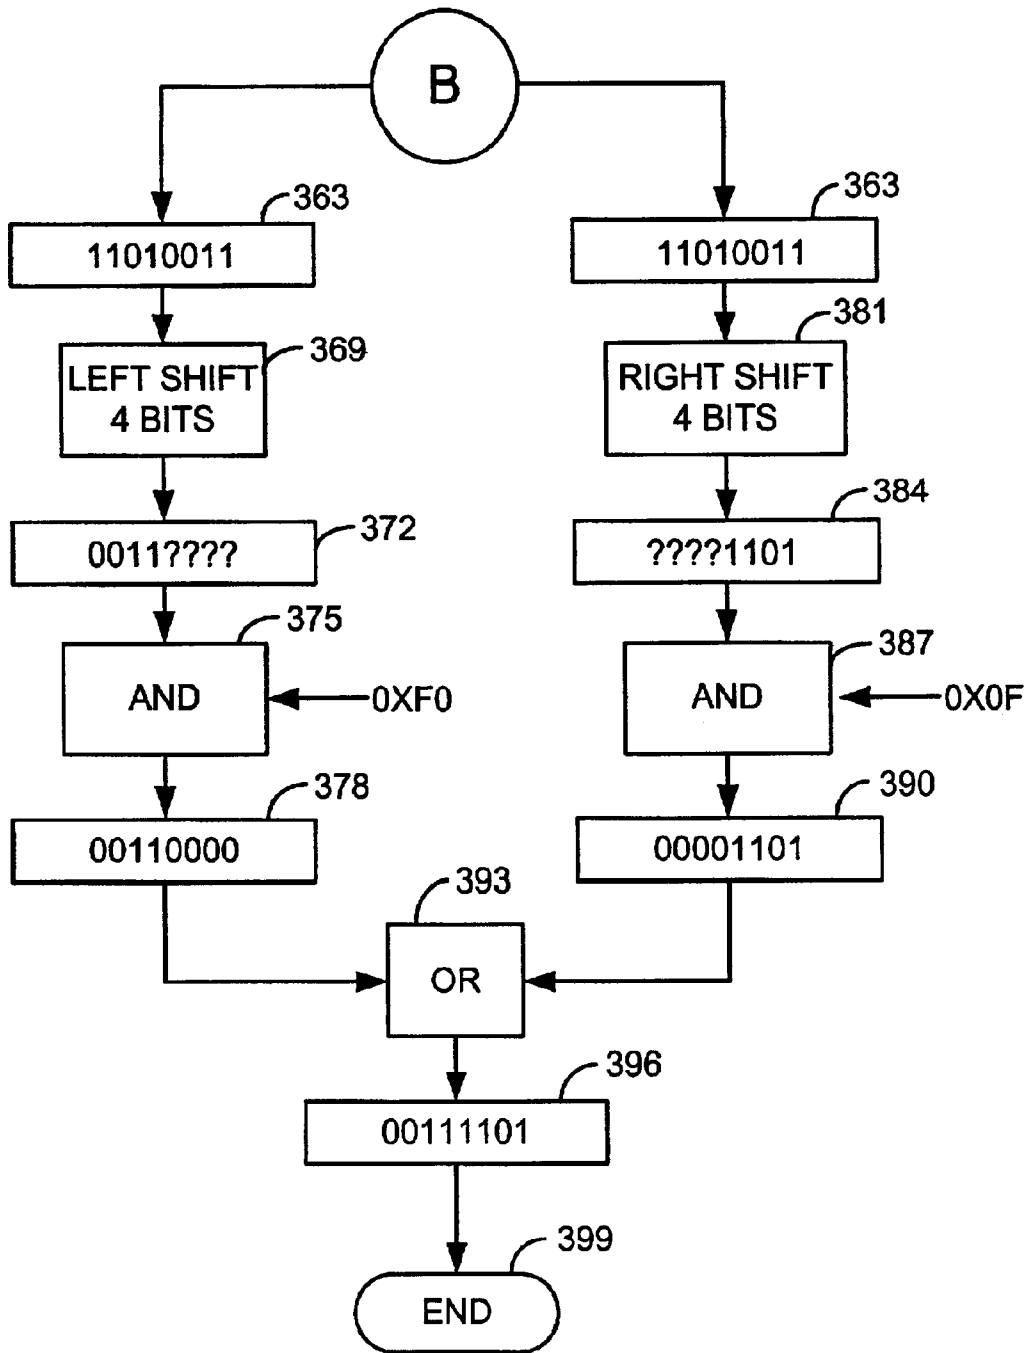 B
363
363
11010011
11010011
369
381
LEFT SHIFT
4 BITS
RIGHT SHIFT
4 BITS
372
384
0011????
????1101
375
387
AND
0XF0
AND
0X0F
378
390
00110000
00001101
393
OR
396
00111101
399
END